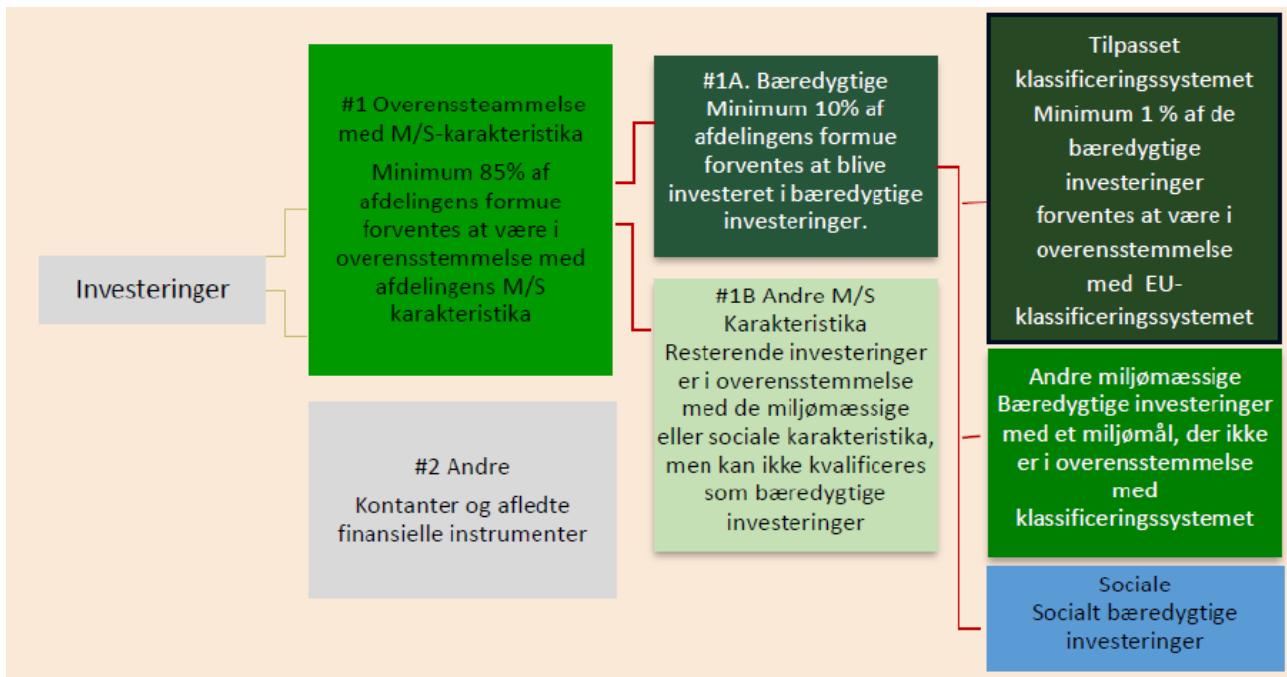 Investeringer
#1 Overenssteammelse
med M/S-karakteristika
Minimum 85% af
afdelingens formue
forventes at være i
overensstemmelse med
afdelingens M/S
karakteristika
#2 Andre
Kontanter og afledte
finansielle instrumenter
#1A. Bæredygtige
Minimum 10% af
afdelingens formue
forventes at blive
investeret i bæredygtige
investeringer.
#1B Andre M/S
Karakteristika
Resterende investeringer
er i overensstemmelse
med de miljømæssige
eller sociale karakteristika,
men kan ikke kvalificeres
som bæredygtige
investeringer
Tilpasset
klassificeringssystemet
Minimum 1 % af de
bæredygtige
investeringer
forventes at være i
overensstemmelse
med EU-
klassificeringssystemet
Andre miljømæssige
Bæredygtige investeringer
med et miljømål, der ikke
er i overensstemmelse
med
klassificeringssystemet
Sociale
Socialt bæredygtige
investeringer